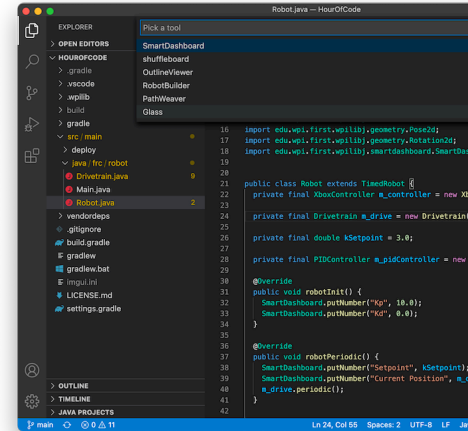 Robot.java — HourOfCode
EXPLORER
OPEN EDITORS
HOUROFCODE
.gradle
.vscode
.wpilib
build
gradle
src / main
deploy
java / frc / robot
Drivetrain.java 9
Main.java
Robot.java 2
vendordeps
.gitignore
build.gradle
gradlew
gradlew.bat
imgui.ini
LICENSE.md
settings.gradle
OUTLINE
TIMELINE
JAVA PROJECTS
Pick a tool
SmartDashboard
shuffleboard
OutlineViewer
RobotBuilder
PathWeaver
Glass
16 import edu.wpi.first.wpilibj.geometry.Pose2d;
17 import edu.wpi.first.wpilibj.geometry.Rotation2d;
18 import edu.wpi.first.wpilibj.smartdashboard.SmartDas
19
20
21 public class Robot extends TimedRobot {
22 private final XboxController m_controller = new Xb
23
24 private final Drivetrain m_drive = new Drivetrain(
25
26 private final double kSetpoint = 3.0;
27
28 private final PIDController m_pidController = new
29
30 @Override
31 public void robotInit() {
32 SmartDashboard.putNumber("Kp", 10.0);
33 SmartDashboard.putNumber("Kd", 0.0);
34 }
35
36 @Override
37 public void robotPeriodic() {
38 SmartDashboard.putNumber("Setpoint", kSetpoint);
39 SmartDashboard.putNumber("Current Position", m_d
40 m_drive.periodic();
41 }
42
main 0 11 Ln 24, Col 55 Spaces: 2 UTF-8 LF Ja